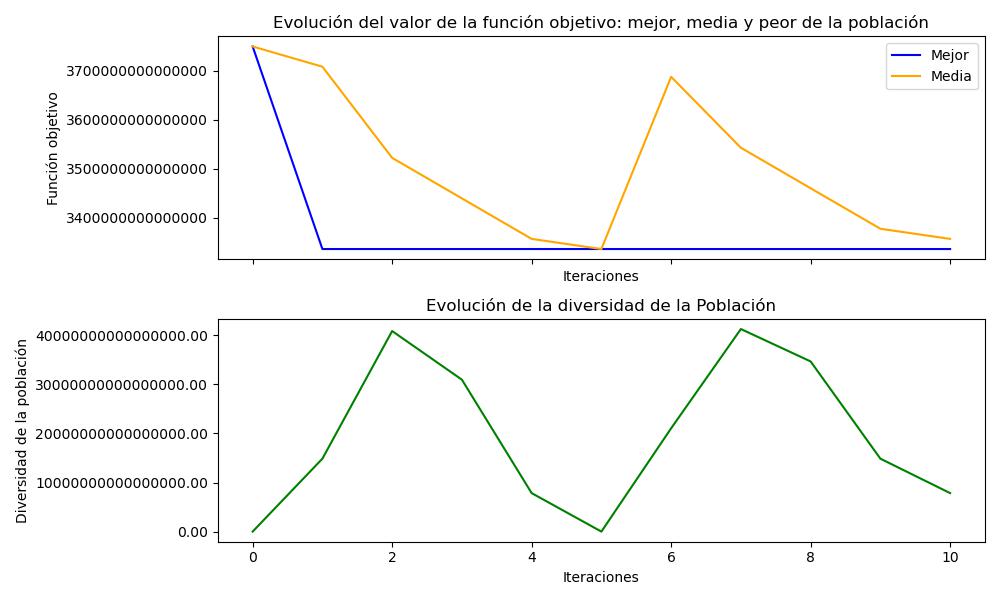 Evolución del valor de la función objetivo: mejor, media y peor de la población
Mejor
Media
Función objetivo
3700000000000000
3600000000000000
3500000000000000
3400000000000000
Iteraciones
Evolución de la diversidad de la Población
Diversidad de la población
40000000000000000.00
30000000000000000.00
20000000000000000.00
10000000000000000.00
0.00
0 2 4 6 8 10
Iteraciones